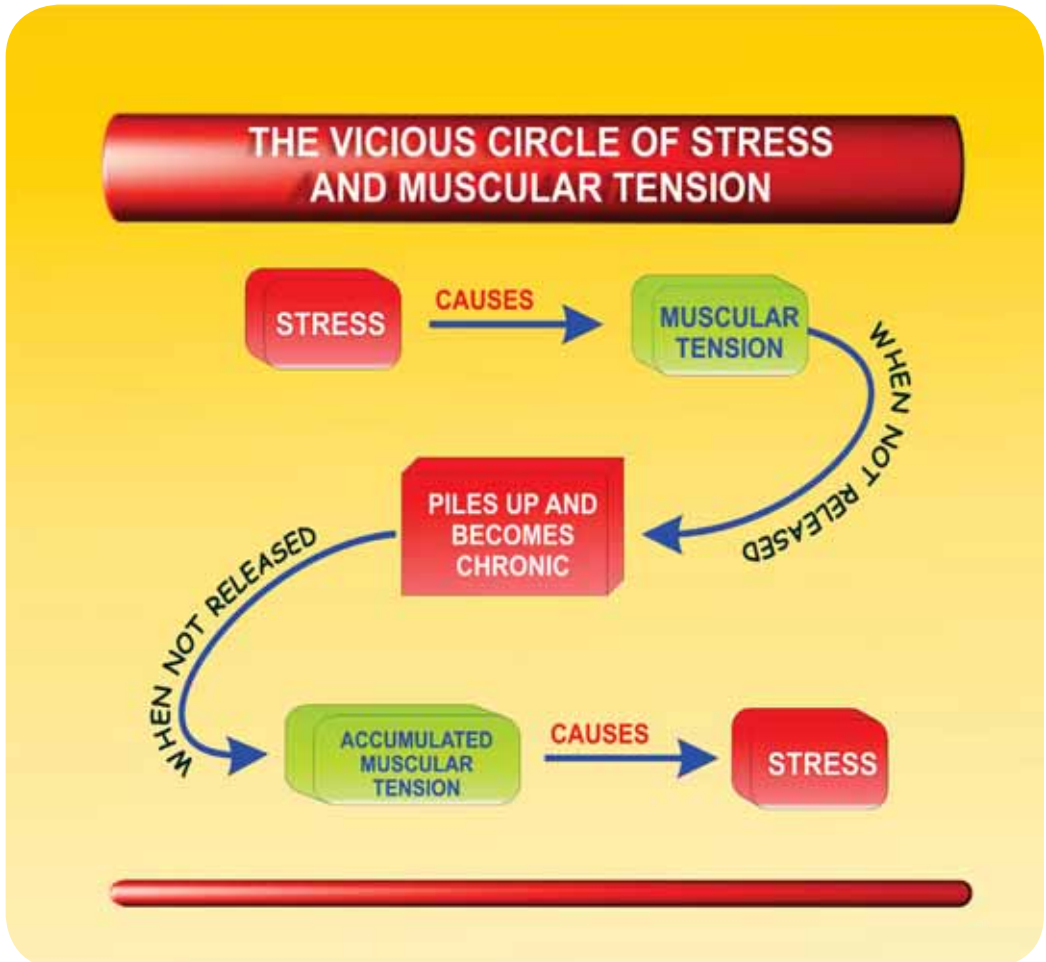 THE VICIOUS CIRCLE OF STRESS
AND MUSCULAR TENSION
STRESS
CAUSES
MUSCULAR
TENSION
WHEN NOT RELEASED
PILES UP AND
BECOMES
CHRONIC
WHEN NOT RELEASED
ACCUMULATED
MUSCULAR
TENSION
CAUSES
STRESS